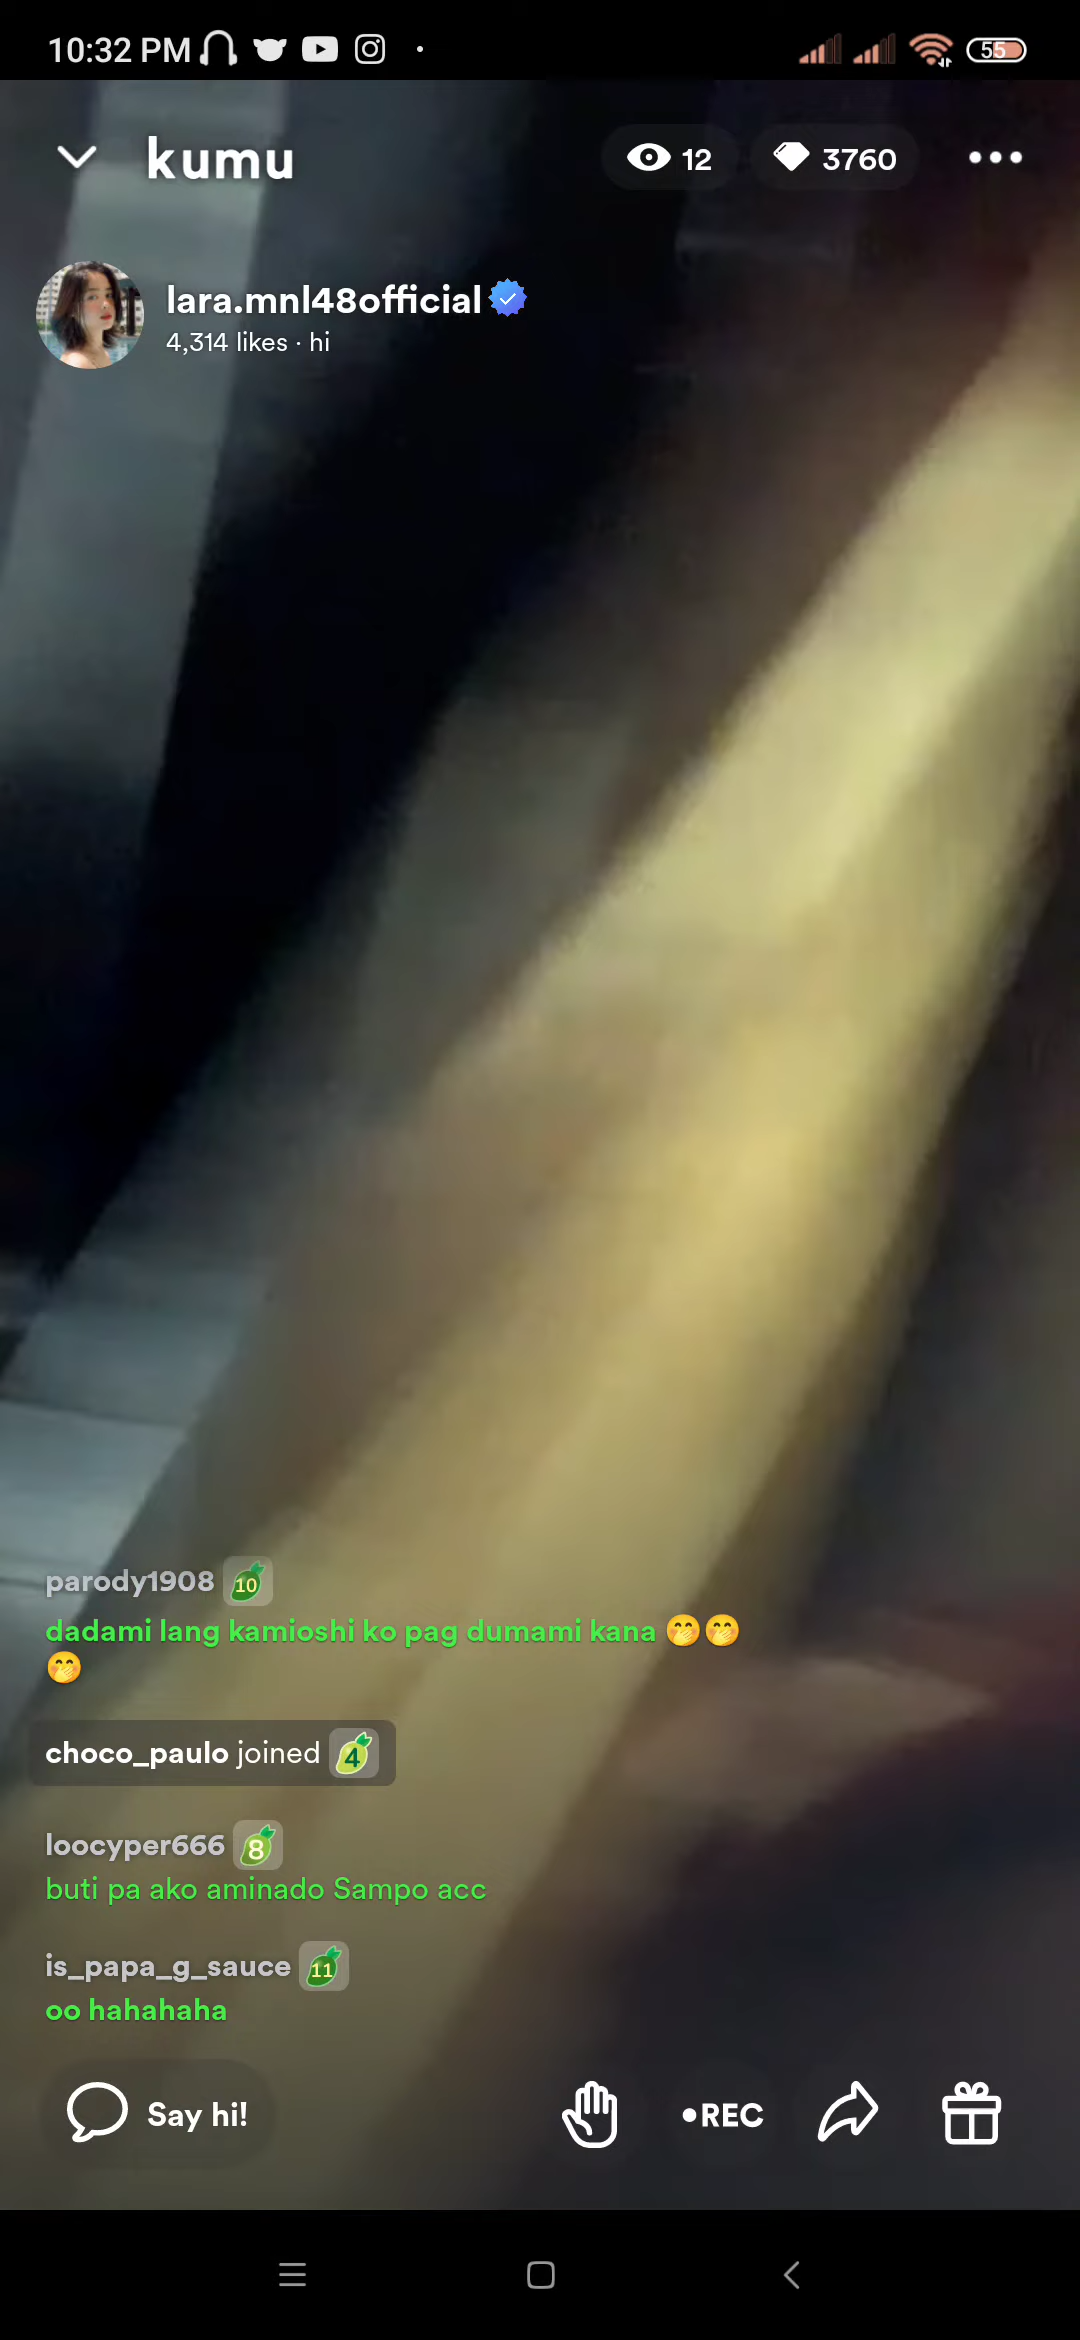 10:32 PM
55
kumu
12
3760
lara.mnl48official
4,314 likes · hi
parody1908 10
dadami lang kamioshi ko pag dumami kana 🤭🤭
🤭
choco_paulo joined 4
loocyper666 8
buti pa ako aminado Sampo acc
is_papa_g_sauce 11
oo hahahaha
Say hi!
•REC